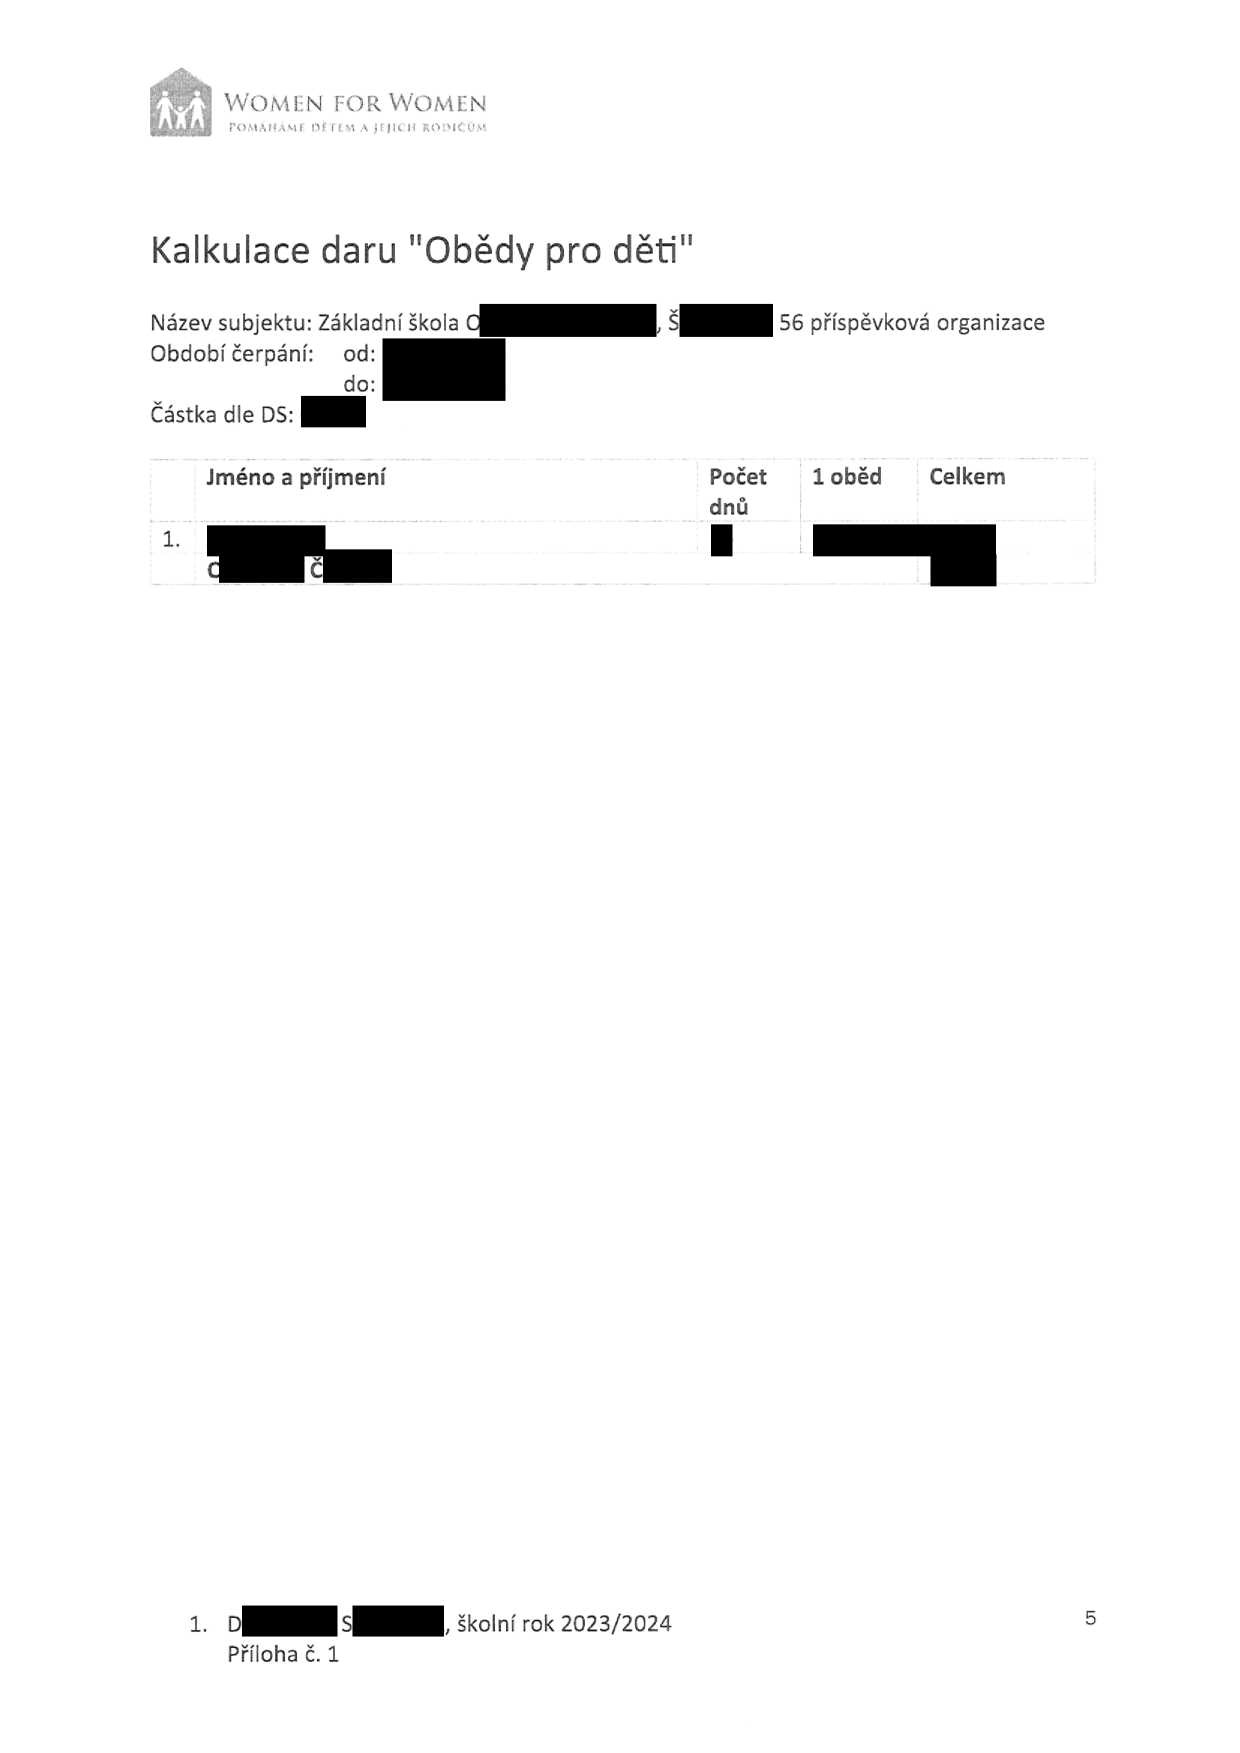 WOMEN FOR WOMEN
POMÁHÁME DĚTEM A JEJICH RODIČŮM
Kalkulace daru "Obědy pro děti"
Název subjektu: Základní škola O , Š 56 příspěvková organizace
Období čerpání: od:
do:
Částka dle DS:
Jméno a příjmení Počet dnů 1 oběd Celkem
1.
C Č
1. D S , školní rok 2023/2024
Příloha č. 1
5